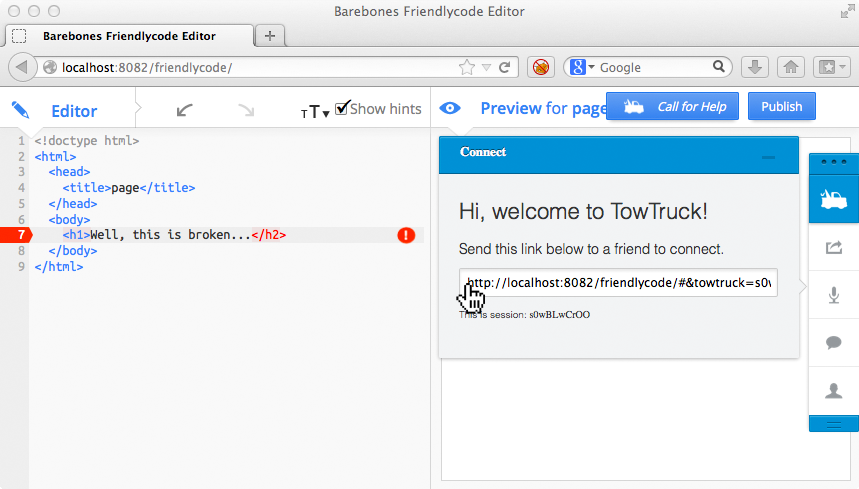 Barebones Friendlycode Editor
Barebones Friendlycode Editor
localhost:8082/friendlycode/
Google
Editor
TT Show hints
Preview for page
Call for Help
Publish
1 <!doctype html>
2 <html>
3 <head>
4 <title>page</title>
5 </head>
6 <body>
7 <h1>Well, this is broken...</h2>
8 </body>
9 </html>
Connect
Hi, welcome to TowTruck!
Send this link below to a friend to connect.
http://localhost:8082/friendlycode/#&towtruck=s0w
This is session: s0wBLwCrOO